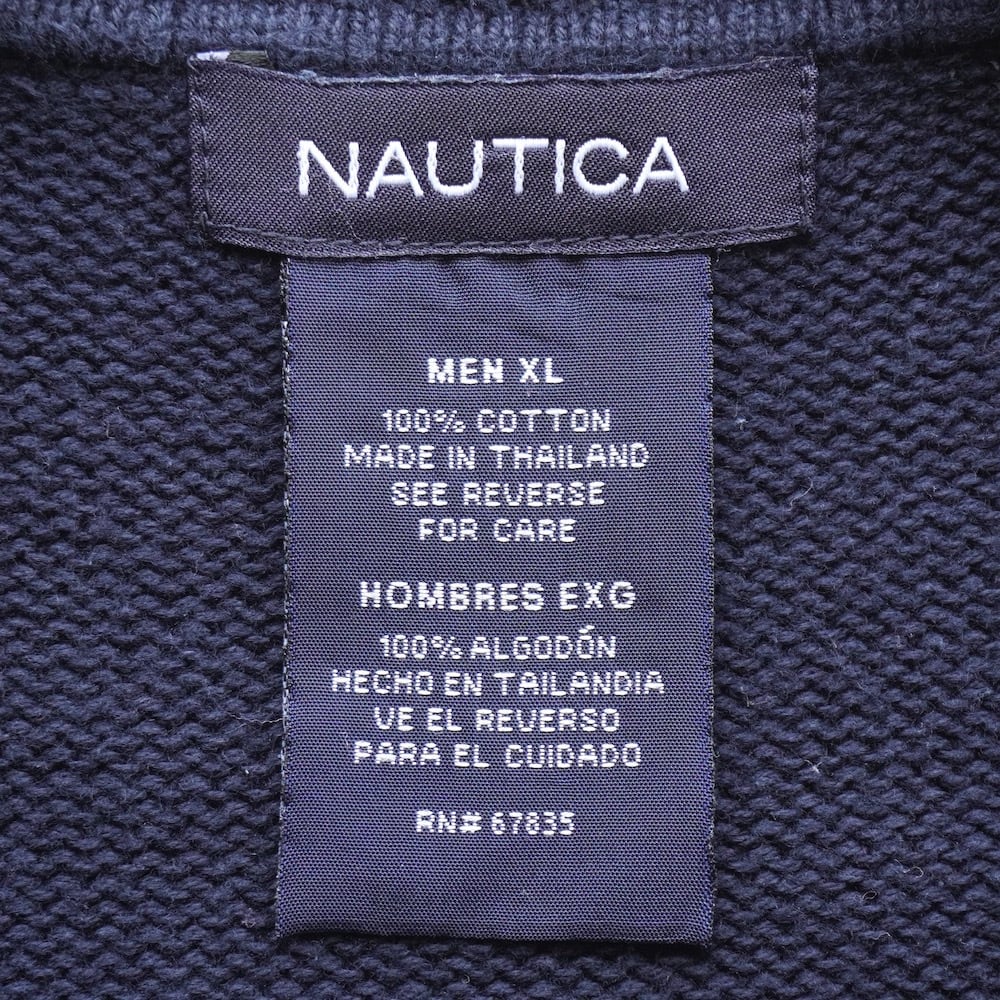 NAUTICA
MEN XL
100% COTTON
MADE IN THAILAND
SEE REVERSE
FOR CARE
HOMBRES EXG
100% ALGODÓN
HECHO EN TAILANDIA
VE EL REVERSO
PARA EL CUIDADO
RN# 67835